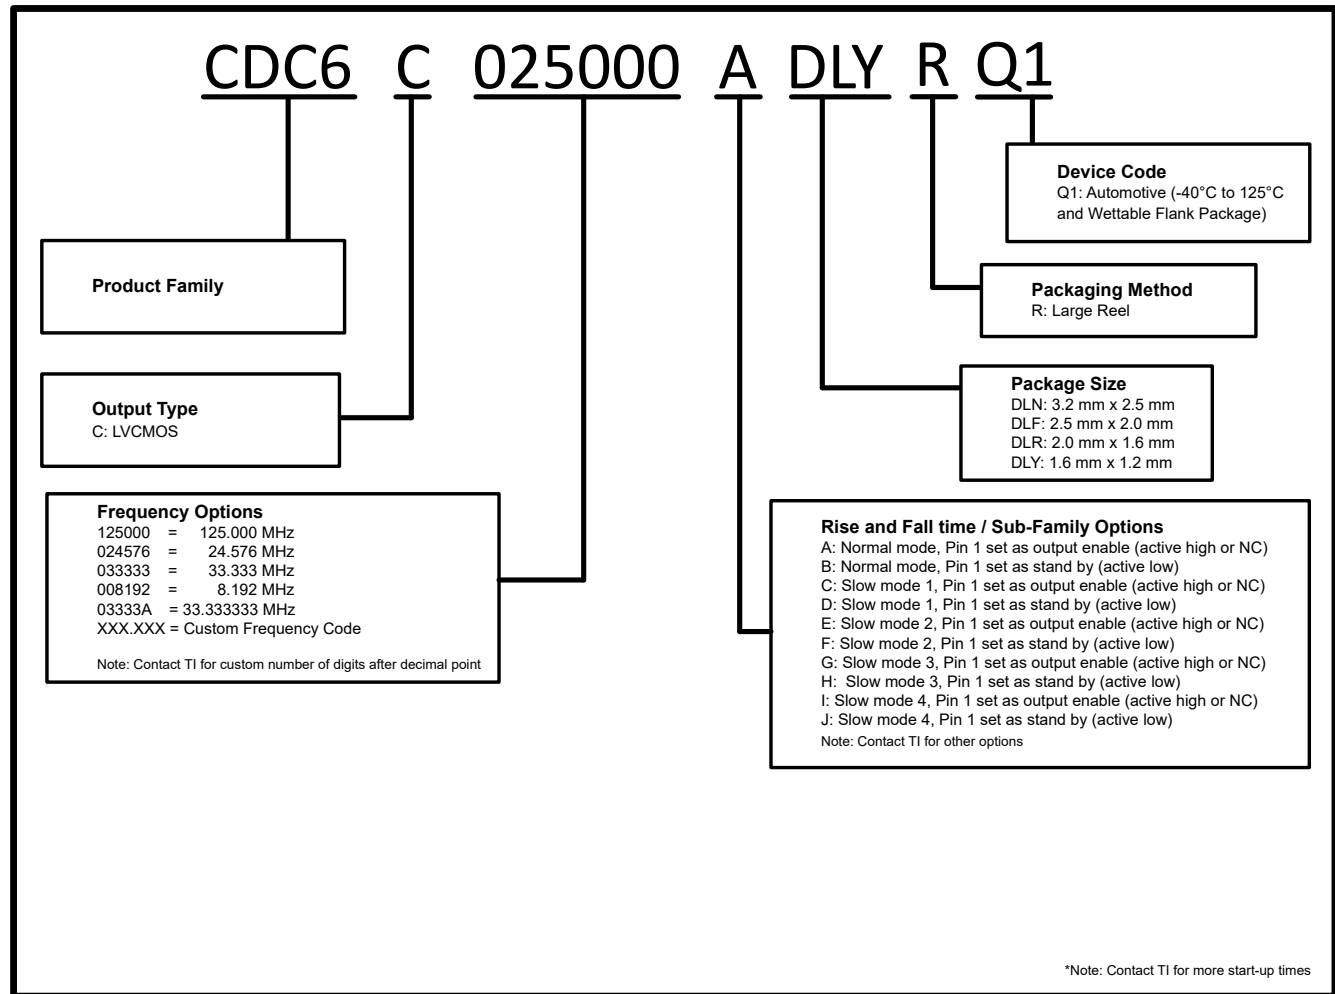 CDC6 C 025000 A DLY R Q1
Device Code
Q1: Automotive (-40°C to 125°C
and Wettable Flank Package)
Product Family
Packaging Method
R: Large Reel
Output Type
C: LVCMOS
Package Size
DLN: 3.2 mm x 2.5 mm
DLF: 2.5 mm x 2.0 mm
DLR: 2.0 mm x 1.6 mm
DLY: 1.6 mm x 1.2 mm
Frequency Options
125000 = 125.000 MHz
024576 = 24.576 MHz
033333 = 33.333 MHz
008192 = 8.192 MHz
03333A = 33.333333 MHz
XXX.XXX = Custom Frequency Code
Note: Contact TI for custom number of digits after decimal point
Rise and Fall time / Sub-Family Options
A: Normal mode, Pin 1 set as output enable (active high or NC)
B: Normal mode, Pin 1 set as stand by (active low)
C: Slow mode 1, Pin 1 set as output enable (active high or NC)
D: Slow mode 1, Pin 1 set as stand by (active low)
E: Slow mode 2, Pin 1 set as output enable (active high or NC)
F: Slow mode 2, Pin 1 set as stand by (active low)
G: Slow mode 3, Pin 1 set as output enable (active high or NC)
H: Slow mode 3, Pin 1 set as stand by (active low)
I: Slow mode 4, Pin 1 set as output enable (active high or NC)
J: Slow mode 4, Pin 1 set as stand by (active low)
Note: Contact TI for other options
*Note: Contact TI for more start-up times